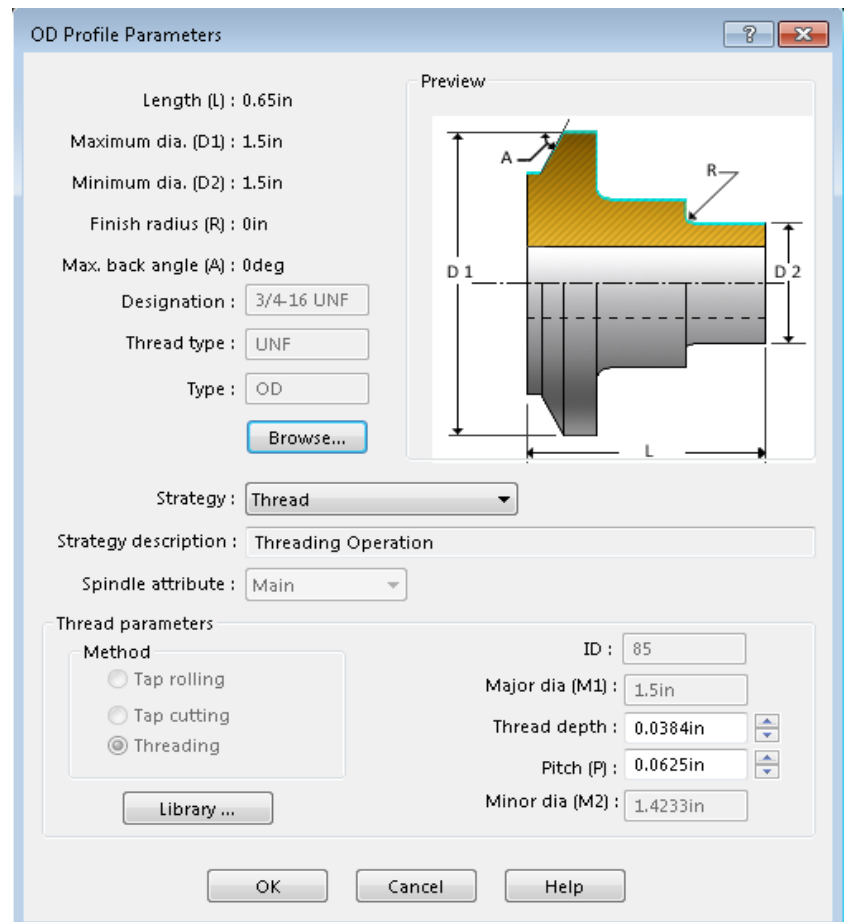 OD Profile Parameters
Length (L) : 0.65in
Maximum dia. (D1) : 1.5in
Minimum dia. (D2) : 1.5in
Finish radius (R) : 0in
Max. back angle (A) : 0deg
Designation : 3/4-16 UNF
Thread type : UNF
Type : OD
Browse...
Preview
A
R
D 1
D 2
L
Strategy : Thread
Strategy description : Threading Operation
Spindle attribute : Main
Thread parameters
Method
Tap rolling
Tap cutting
Threading
Library ...
ID : 85
Major dia (M1) : 1.5in
Thread depth : 0.0384in
Pitch (P) : 0.0625in
Minor dia (M2) : 1.4233in
OK
Cancel
Help